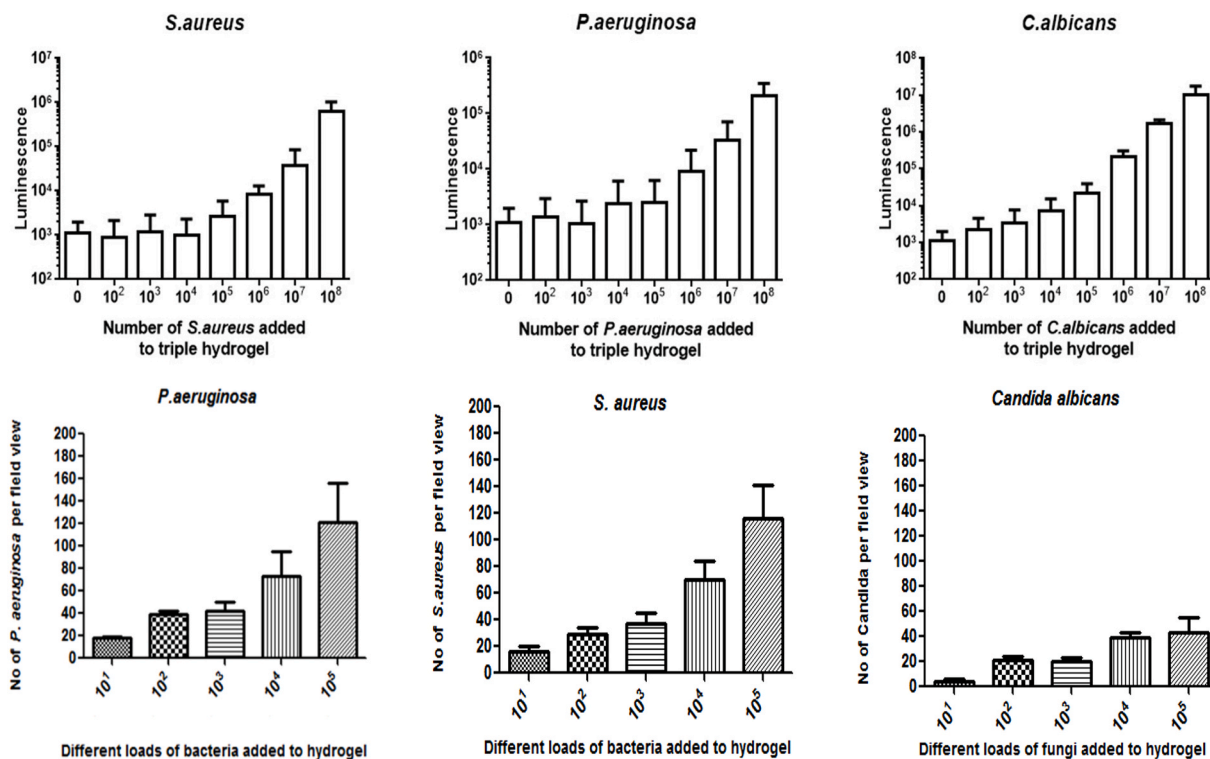 S.aureus
Luminescence
10⁷
10⁶
10⁵
10⁴
10³
10²
0 10² 10³ 10⁴ 10⁵ 10⁶ 10⁷ 10⁸
Number of S.aureus added
to triple hydrogel
P.aeruginosa
Luminescence
10⁶
10⁵
10⁴
10³
10²
0 10² 10³ 10⁴ 10⁵ 10⁶ 10⁷ 10⁸
Number of P.aeruginosa added
to triple hydrogel
C.albicans
Luminescence
10⁸
10⁷
10⁶
10⁵
10⁴
10³
10²
0 10² 10³ 10⁴ 10⁵ 10⁶ 10⁷ 10⁸
Number of C.albicans added
to triple hydrogel
P.aeruginosa
No of P. aeruginosa per field view
200
180
160
140
120
100
80
60
40
20
0
10¹ 10² 10³ 10⁴ 10⁵
Different loads of bacteria added to hydrogel
S. aureus
No of S.aureus per field view
200
180
160
140
120
100
80
60
40
20
0
10¹ 10² 10³ 10⁴ 10⁵
Different loads of bacteria added to hydrogel
Candida albicans
No of Candida per field view
200
180
160
140
120
100
80
60
40
20
0
10¹ 10² 10³ 10⁴ 10⁵
Different loads of fungi added to hydrogel